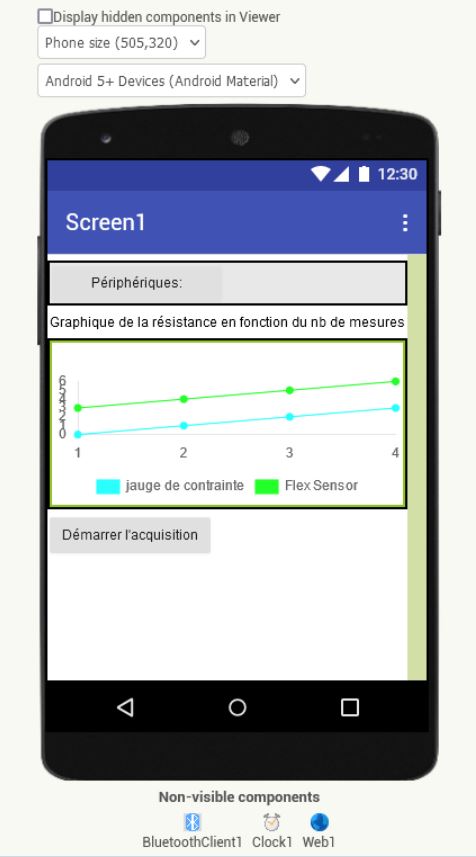 Display hidden components in Viewer
Phone size (505,320)
Android 5+ Devices (Android Material)
12:30
Screen1
Périphériques:
Graphique de la résistance en fonction du nb de mesures
6
5
4
3
2
1
0
1 2 3 4
jauge de contrainte Flex Sensor
Démarrer l'acquisition
Non-visible components
BluetoothClient1 Clock1 Web1